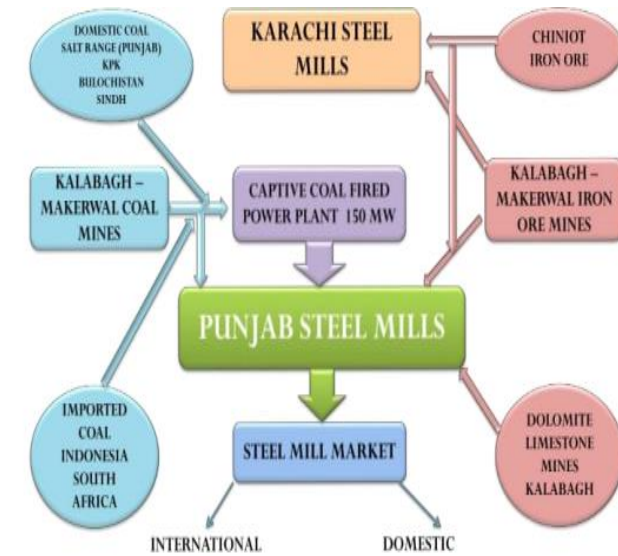 DOMESTIC COAL
SALT RANGE (PUNJAB)
KPK
BULOCHISTAN
SINDH
KARACHI STEEL
MILLS
CHINIOT
IRON ORE
KALABAGH –
MAKERWAL COAL
MINES
CAPTIVE COAL FIRED
POWER PLANT 150 MW
KALABAGH –
MAKERWAL IRON
ORE MINES
PUNJAB STEEL MILLS
IMPORTED
COAL
INDONESIA
SOUTH
AFRICA
STEEL MILL MARKET
DOLOMITE
LIMESTONE
MINES
KALABAGH
INTERNATIONAL
DOMESTIC